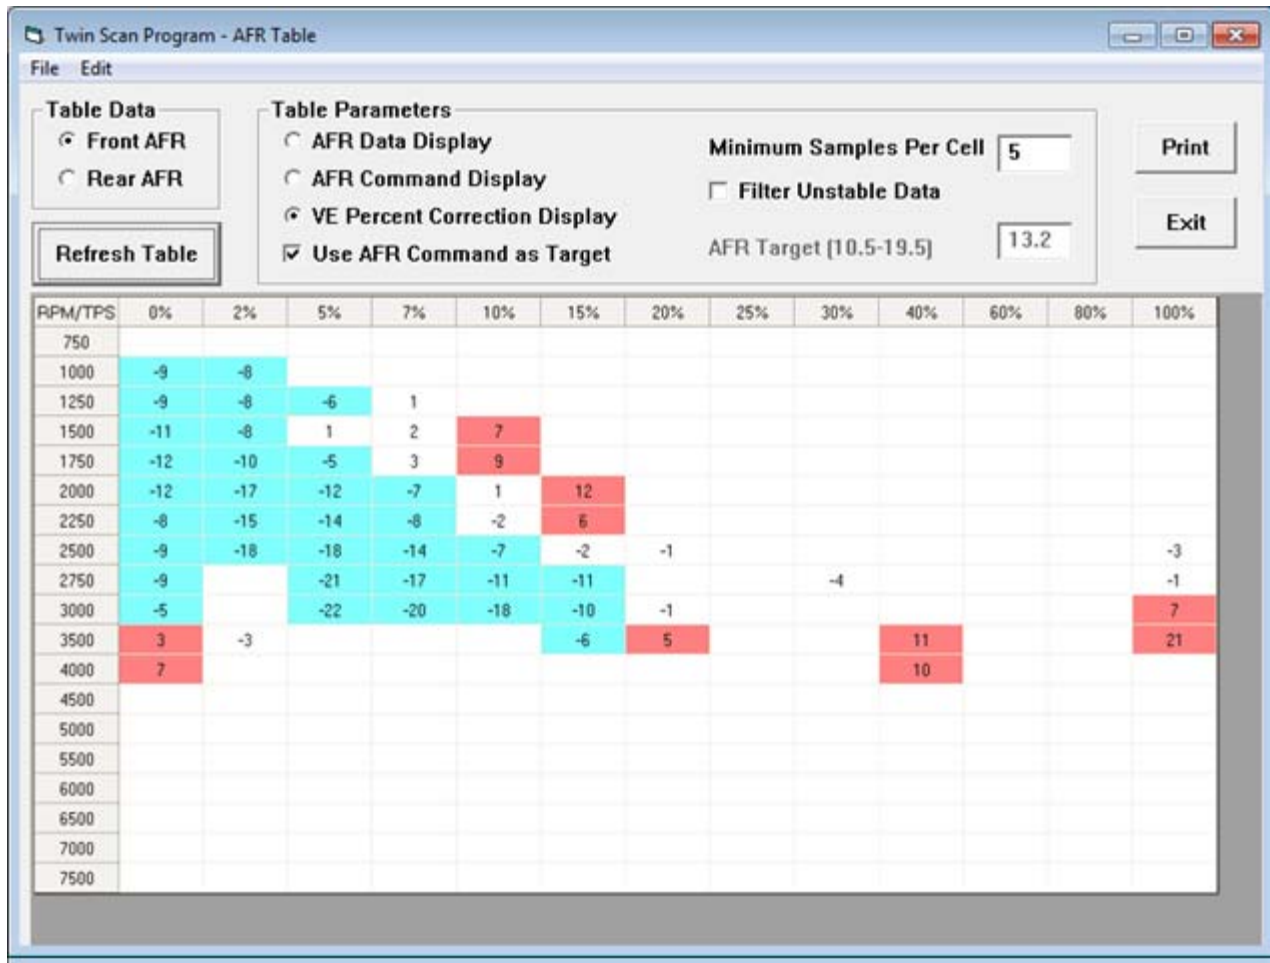 Twin Scan Program - AFR Table
File Edit
Table Data
Front AFR
Rear AFR
Refresh Table
Table Parameters
AFR Data Display
AFR Command Display
VE Percent Correction Display
Use AFR Command as Target
Minimum Samples Per Cell 5
Filter Unstable Data
AFR Target (10.5-19.5) 13.2
Print
Exit
RPM/TPS 0% 2% 5% 7% 10% 15% 20% 25% 30% 40% 60% 80% 100%
750
1000 -9 -8
1250 -9 -8 -6 1
1500 -11 -8 1 2 7
1750 -12 -10 -5 3 9
2000 -12 -17 -12 -7 1 12
2250 -8 -15 -14 -8 -2 6
2500 -9 -18 -18 -14 -7 -2 -1 -3
2750 -9 -21 -17 -11 -11 -4 -1
3000 -5 -22 -20 -18 -10 -1 7
3500 3 -3 -6 5 11 21
4000 7 10
4500
5000
5500
6000
6500
7000
7500